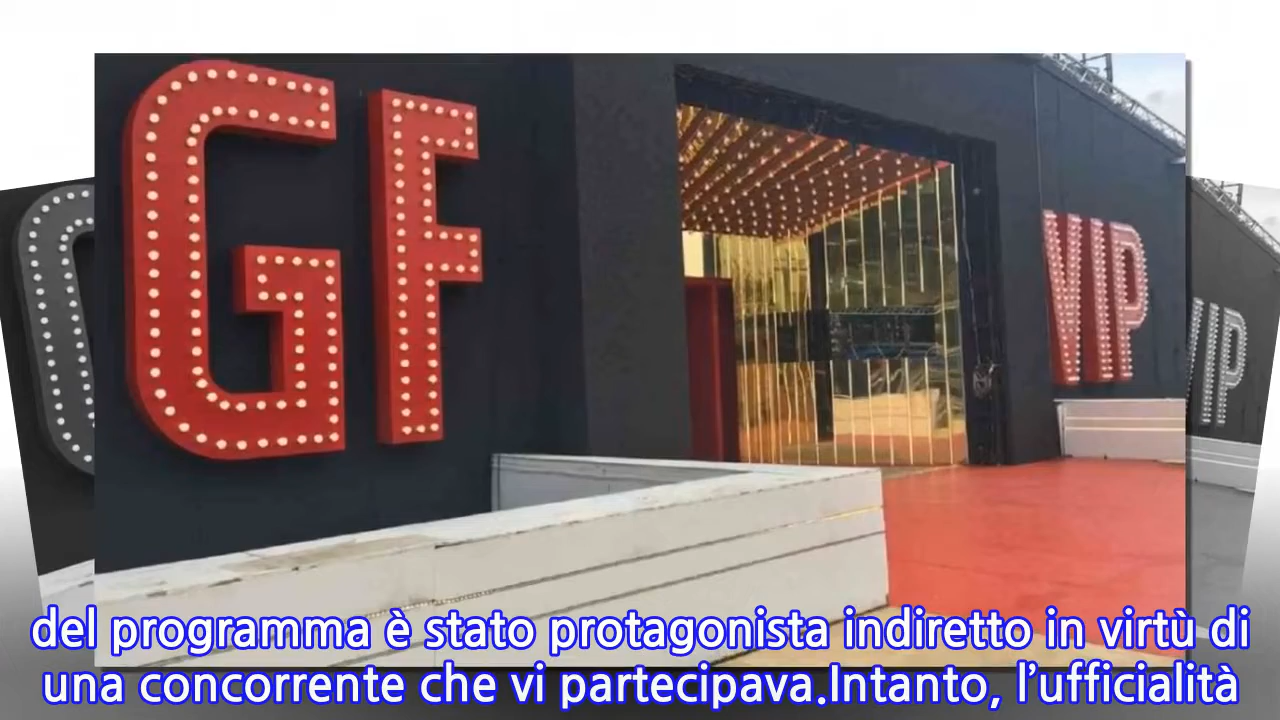 GF
VIP
VIP
del programma è stato protagonista indiretto in virtù di
una concorrente che vi partecipava.Intanto, l'ufficialità